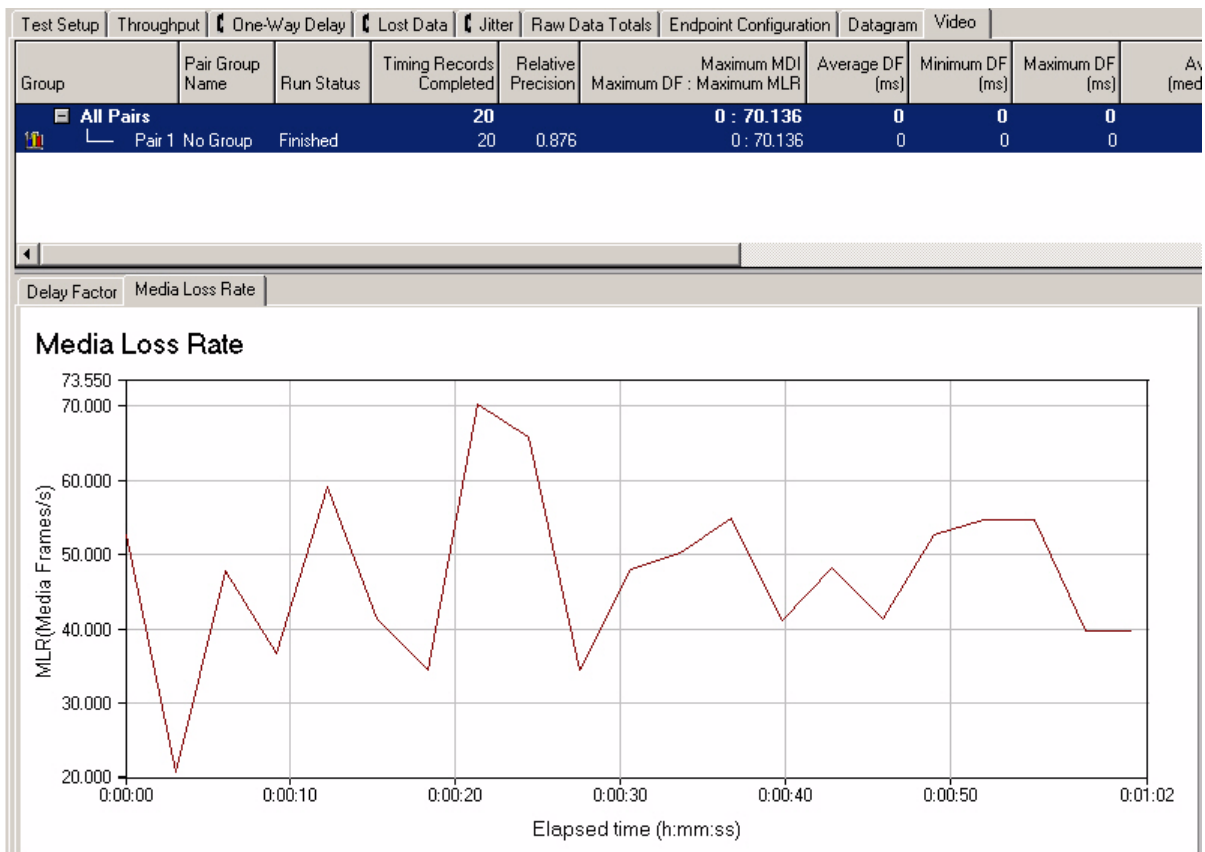 Test Setup Throughput One-Way Delay Lost Data Jitter Raw Data Totals Endpoint Configuration Datagram Video
Group Pair Group Name Run Status Timing Records Completed Relative Precision Maximum MDI Maximum DF : Maximum MLR Average DF (ms) Minimum DF (ms) Maximum DF (ms) Av (med
All Pairs 20 0 : 70.136 0 0 0
Pair 1 No Group Finished 20 0.876 0 : 70.136 0 0 0
Delay Factor Media Loss Rate
Media Loss Rate
73.550
70.000
60.000
50.000
40.000
30.000
20.000
MLR(Media Frames/s)
0:00:00 0:00:10 0:00:20 0:00:30 0:00:40 0:00:50 0:01:02
Elapsed time (h:mm:ss)